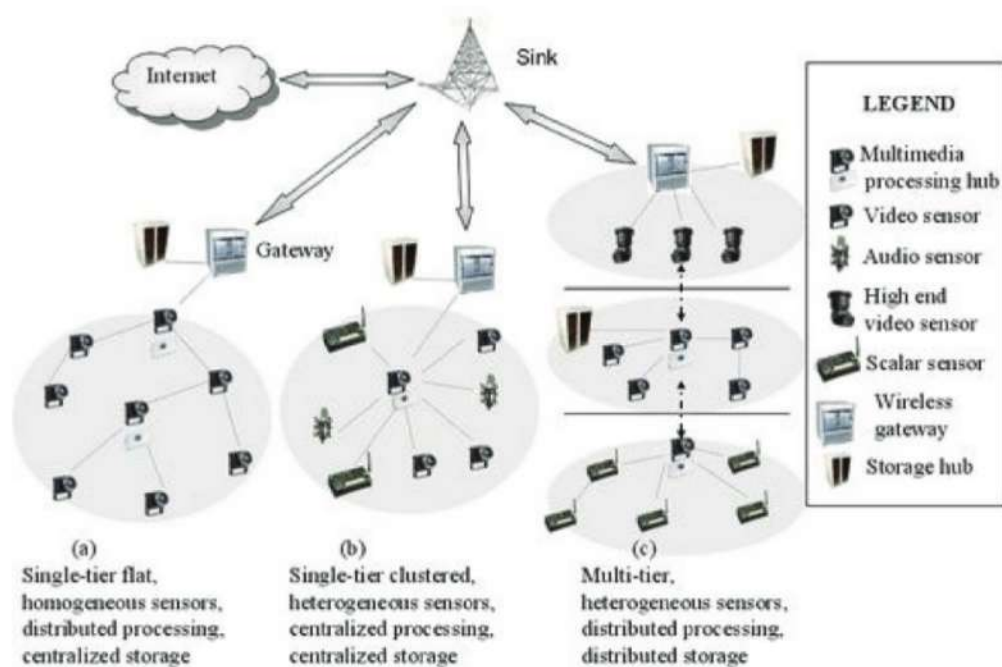 Internet
Sink
Gateway
LEGEND
Multimedia
processing hub
Video sensor
Audio sensor
High end
video sensor
Scalar sensor
Wireless
gateway
Storage hub
(a)
Single-tier flat,
homogeneous sensors,
distributed processing,
centralized storage
(b)
Single-tier clustered,
heterogeneous sensors,
centralized processing,
centralized storage
(c)
Multi-tier,
heterogeneous sensors,
distributed processing,
distributed storage